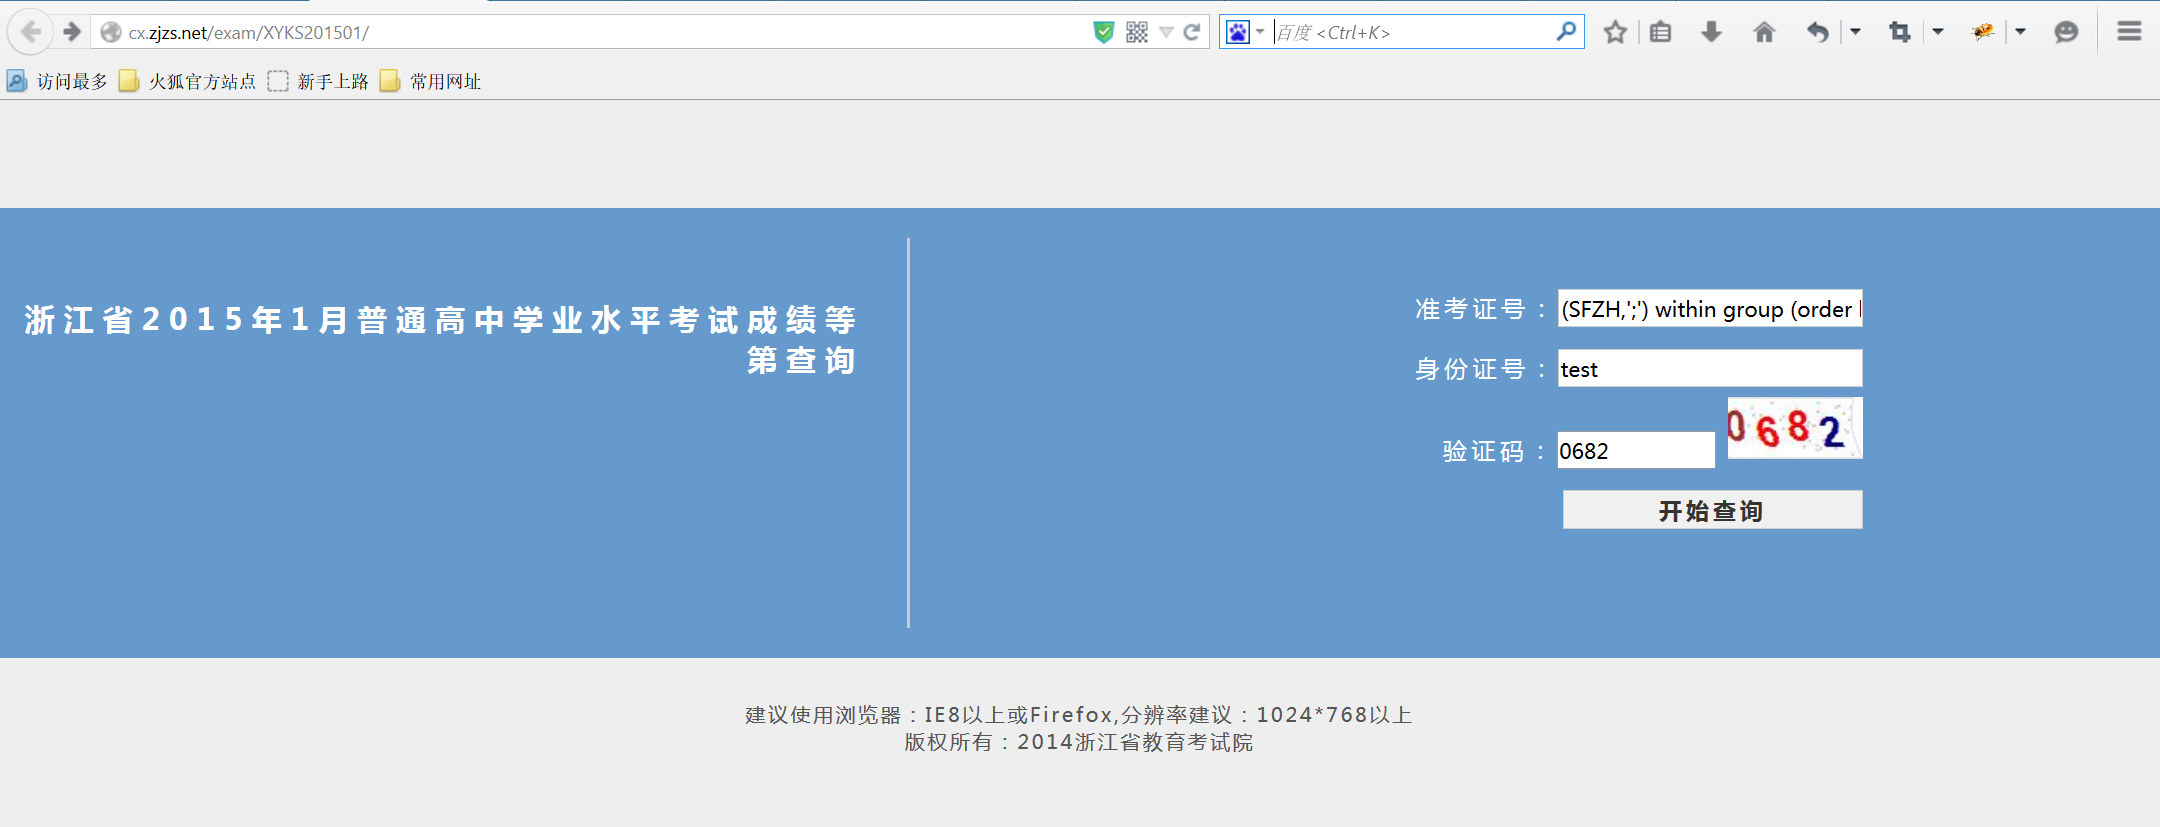 cx.zjzs.net/exam/XYKS201501/
百度 <Ctrl+K>
访问最多 火狐官方站点 新手上路 常用网址
浙江省2015年1月普通高中学业水平考试成绩等
第查询
准考证号： (SFZH,';') within group (order
身份证号： test
0682
验证码： 0682
开始查询
建议使用浏览器：IE8以上或Firefox,分辨率建议：1024*768以上
版权所有：2014浙江省教育考试院